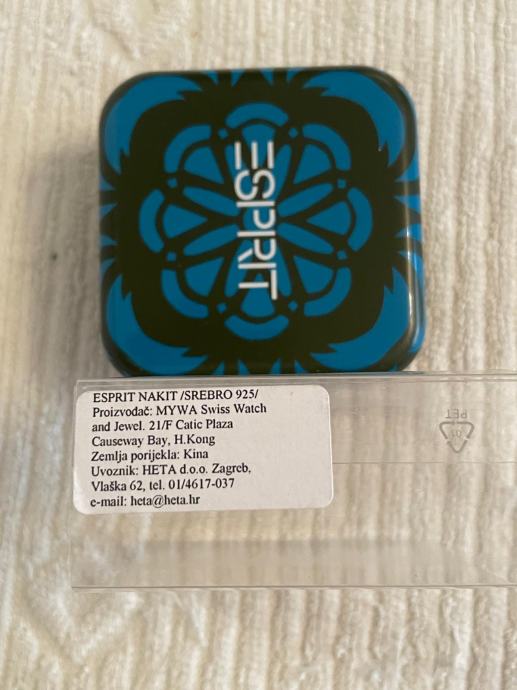 ESPRIT
ESPRIT NAKIT /SREBRO 925/
Proizvođač: MYWA Swiss Watch
and Jewel. 21/F Catic Plaza
Causeway Bay, H.Kong
Zemlja porijekla: Kina
Uvoznik: HETA d.o.o. Zagreb,
Vlaška 62, tel. 01/4617-037
e-mail: heta@heta.hr
01
PET